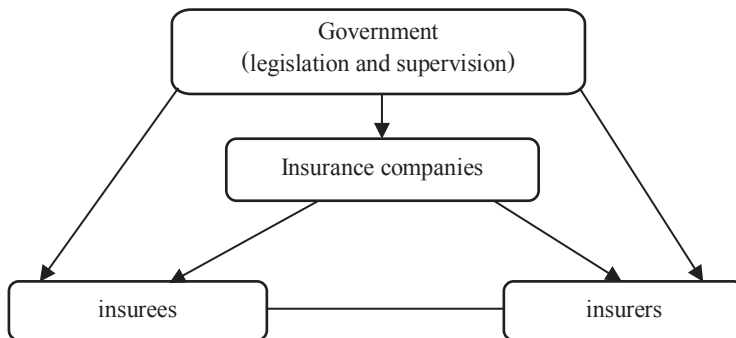 Government
(legislation and supervision)
Insurance companies
insurees
insurers